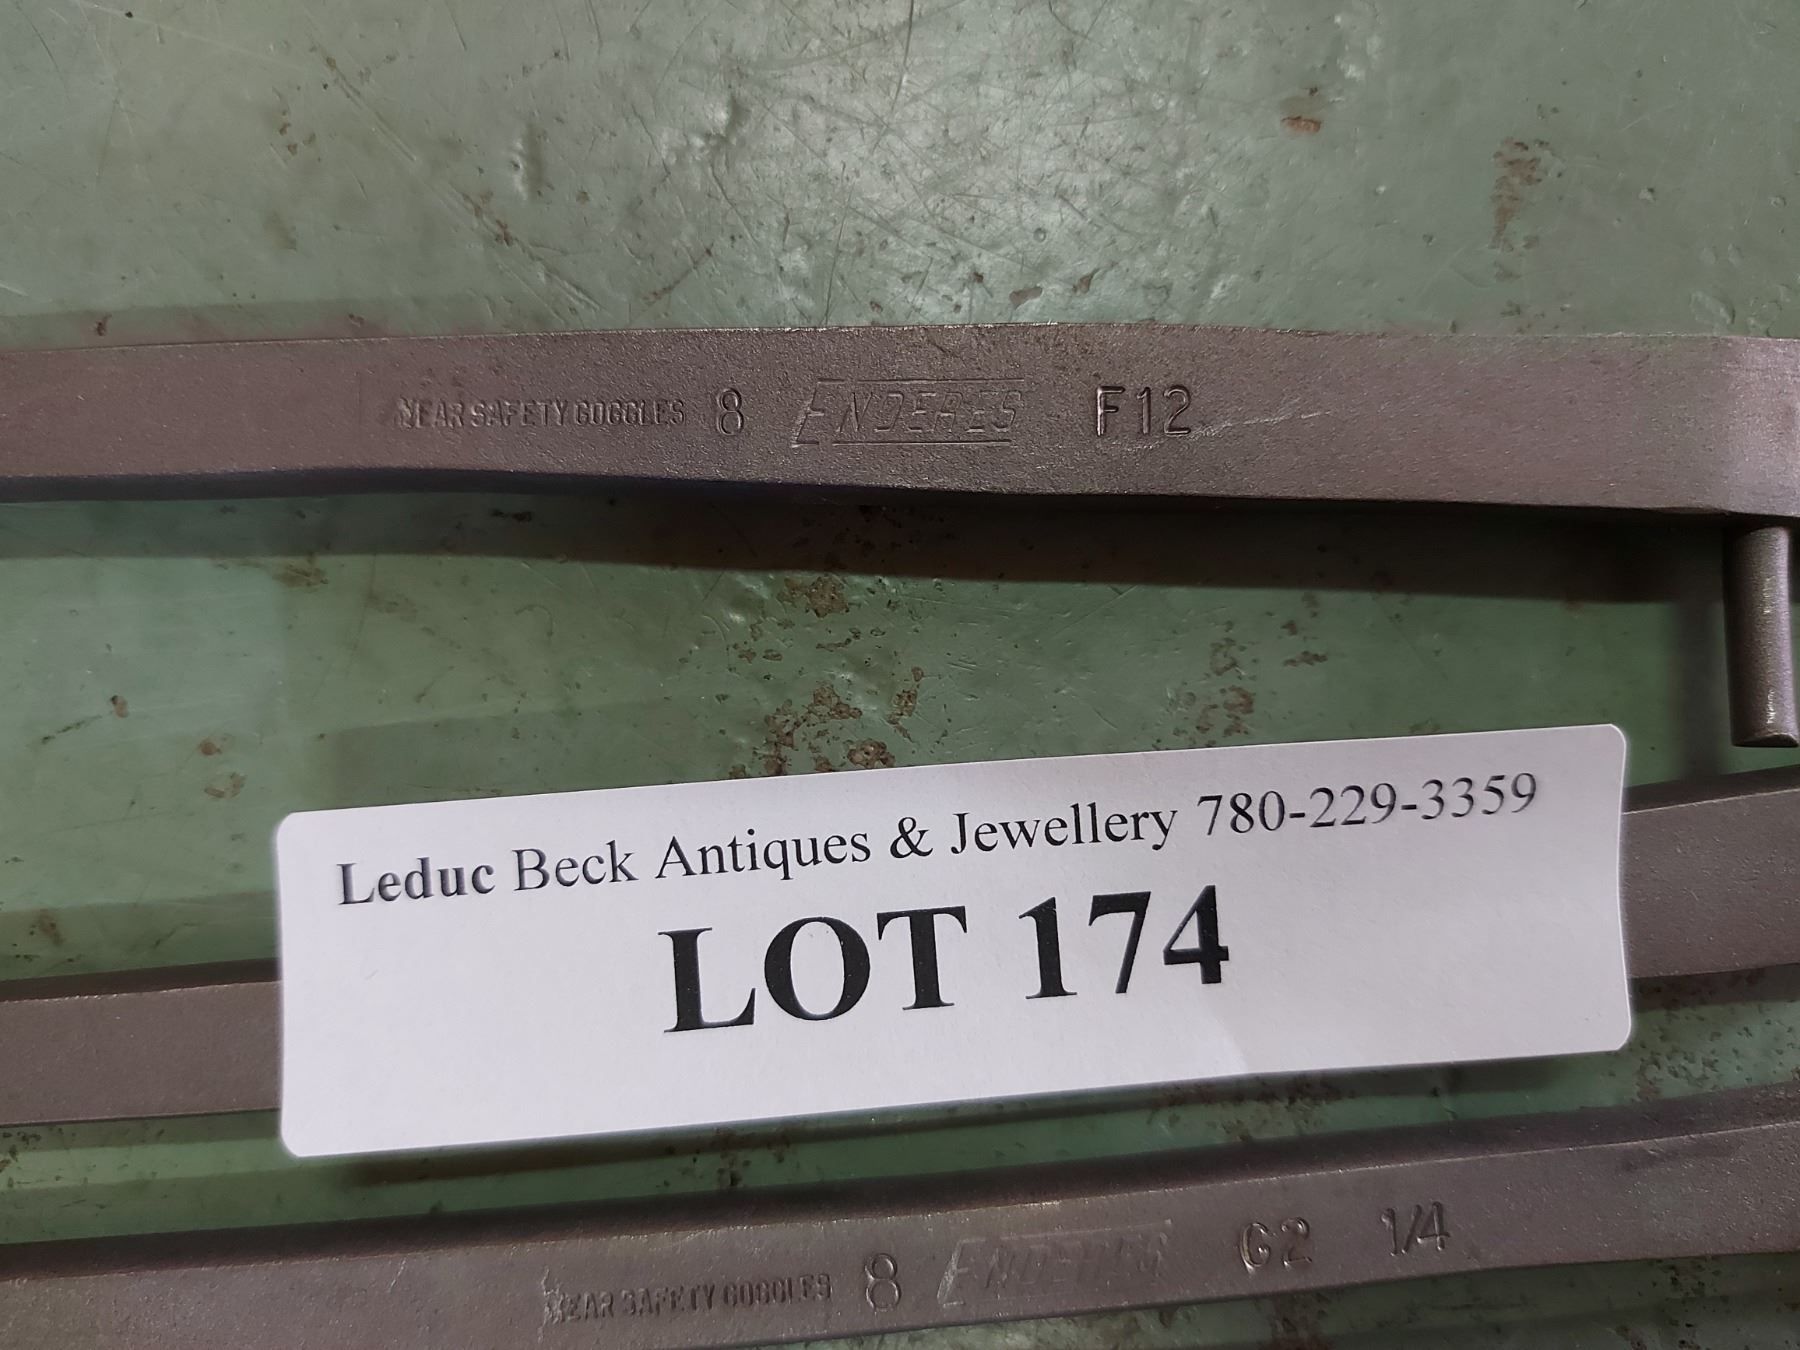 WEAR SAFETY GOGGLES 8 ENDERES F12
Leduc Beck Antiques & Jewellery 780-229-3359
LOT 174
WEAR SAFETY GOGGLES 8 ENDERES G2 1/4